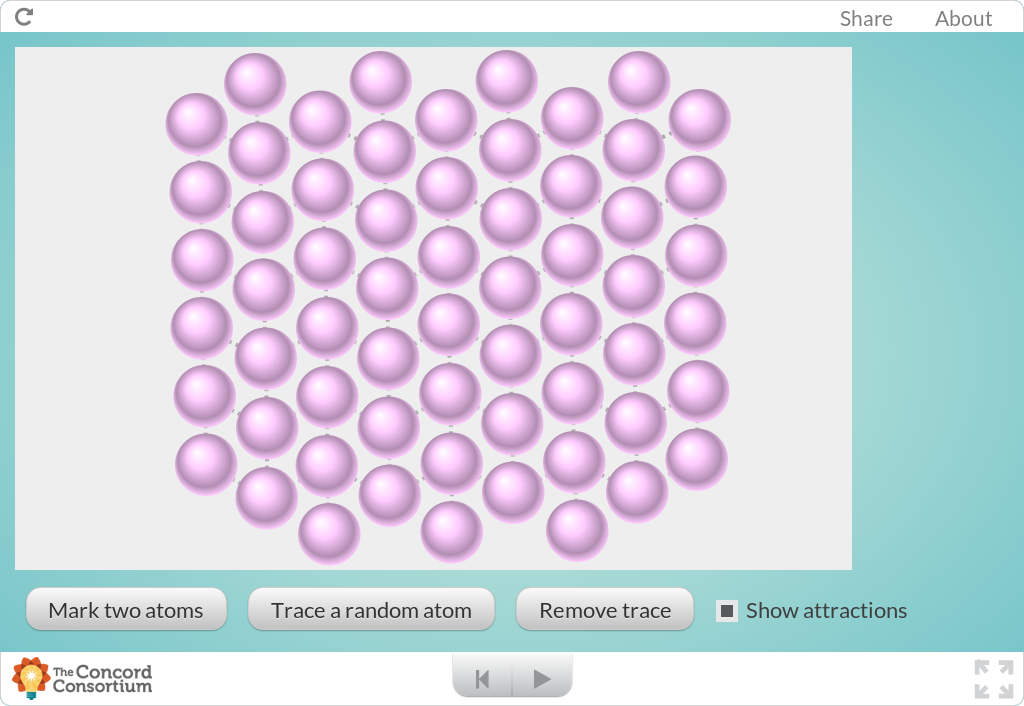 Share About
Mark two atoms Trace a random atom Remove trace Show attractions
The Concord
Consortium